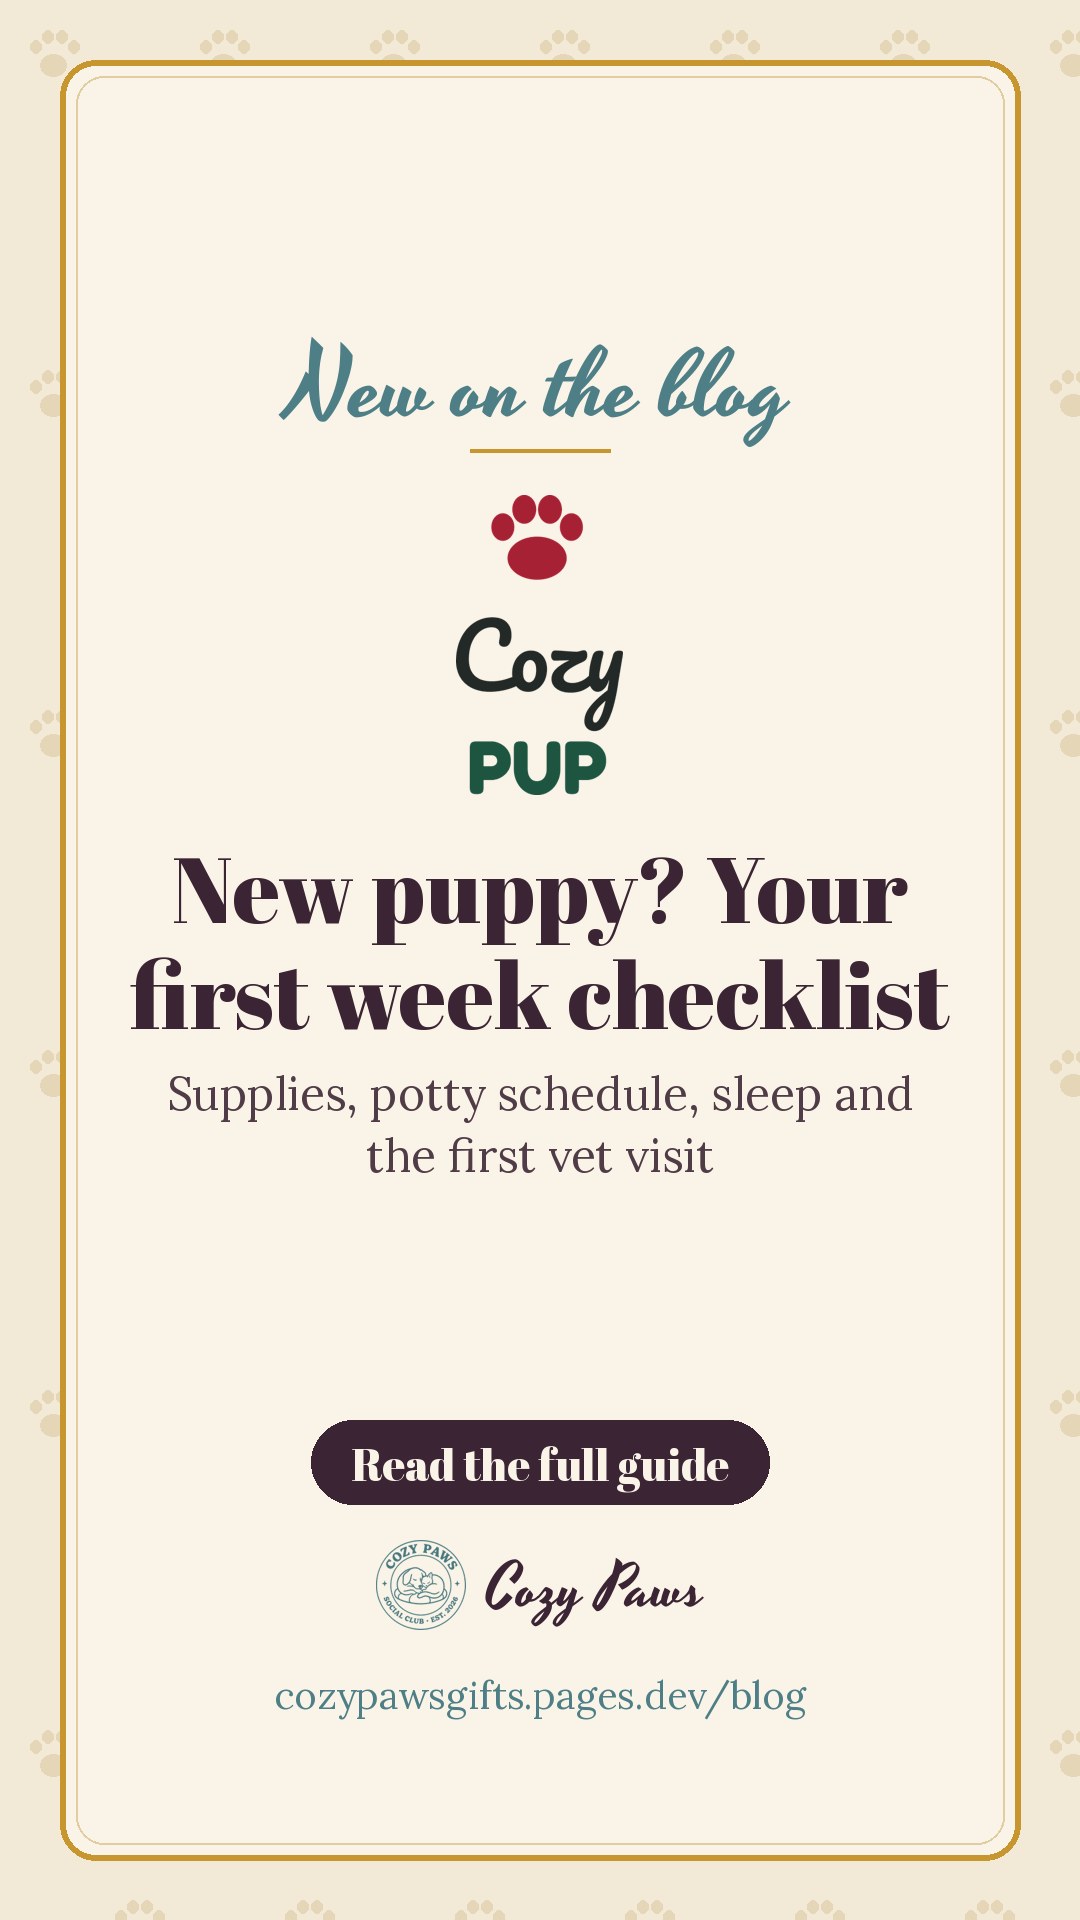 New on the blog
Cozy
PUP
New puppy? Your
first week checklist
Supplies, potty schedule, sleep and
the first vet visit
Read the full guide
COZY PAWS
SOCIAL CLUB • EST. 2026
Cozy Paws
cozypawsgifts.pages.dev/blog